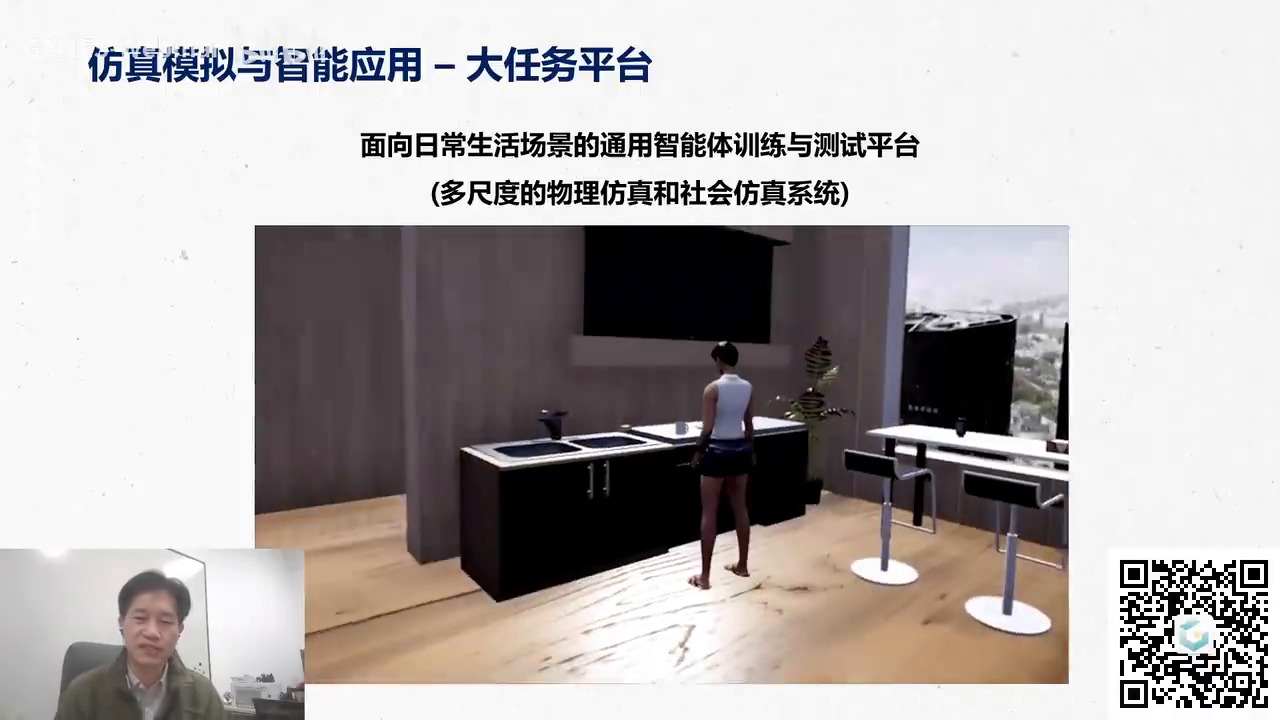 仿真模拟与智能应用 – 大任务平台
面向日常生活场景的通用智能体训练与测试平台
(多尺度的物理仿真和社会仿真系统)